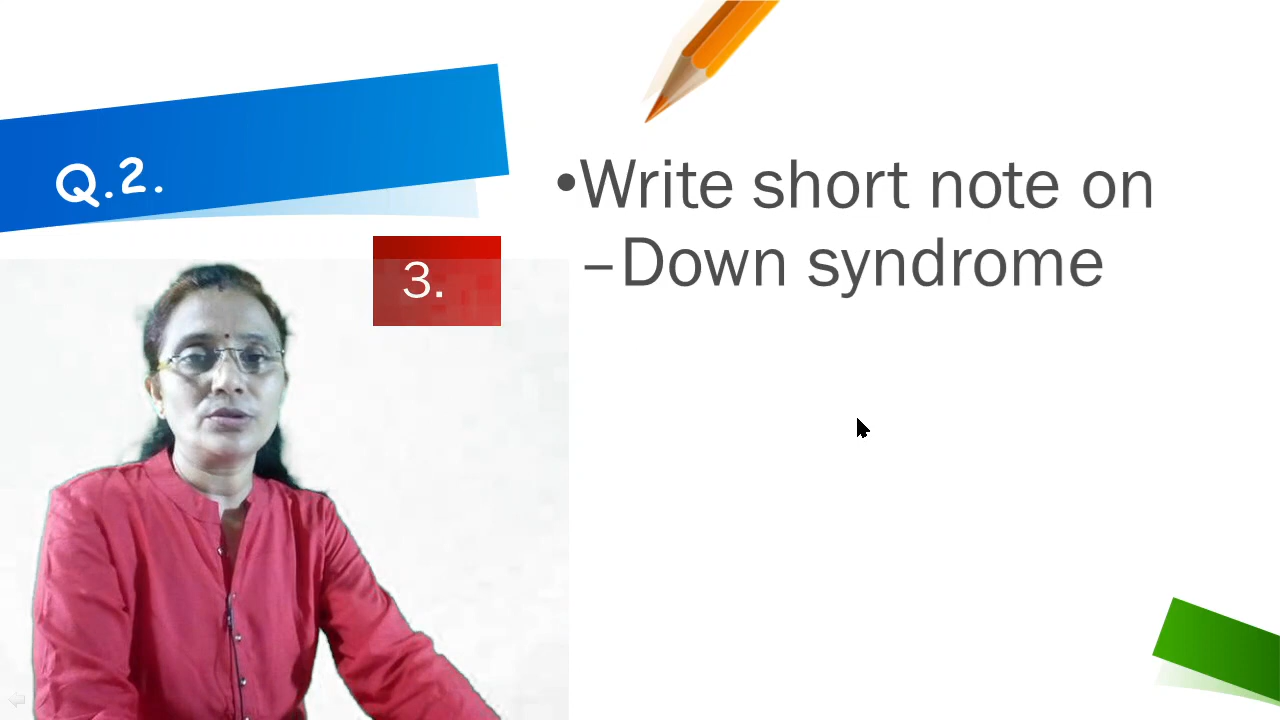 Q.2.
3.
•Write short note on
–Down syndrome